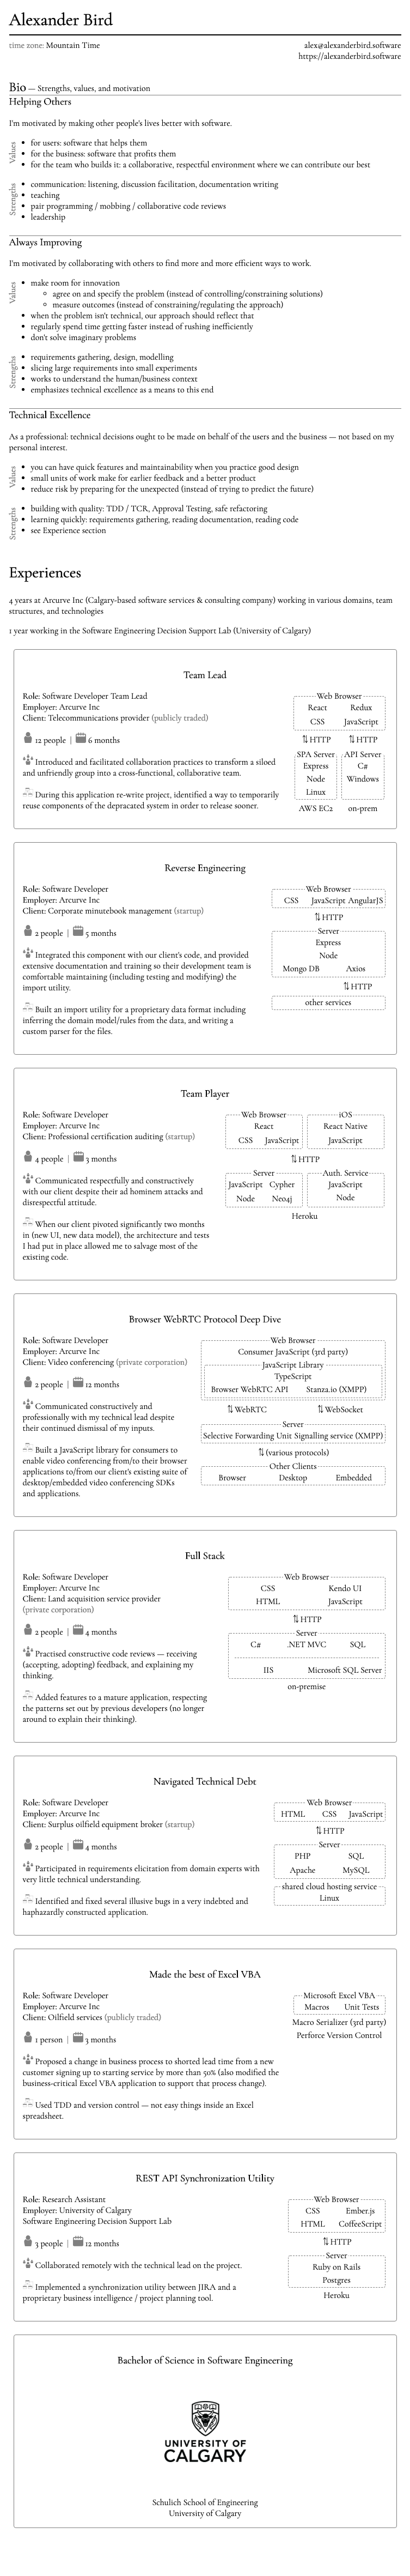 Alexander Bird
time zone: Mountain Time
alex@alexanderbird.software
https://alexanderbird.software
Bio — Strengths, values, and motivation
Helping Others
I'm motivated by making other people's lives better with software.
Values
• for users: software that helps them
• for the business: software that profits them
• for the team who builds it: a collaborative, respectful environment where we can contribute our best
Strengths
• communication: listening, discussion facilitation, documentation writing
• teaching
• pair programming / mobbing / collaborative code reviews
• leadership
Always Improving
I'm motivated by collaborating with others to find more and more efficient ways to work.
Values
• make room for innovation
◦ agree on and specify the problem (instead of controlling/constraining solutions)
◦ measure outcomes (instead of constraining/regulating the approach)
• when the problem isn't technical, our approach should reflect that
• regularly spend time getting faster instead of rushing inefficiently
• don't solve imaginary problems
Strengths
• requirements gathering, design, modelling
• slicing large requirements into small experiments
• works to understand the human/business context
• emphasizes technical excellence as a means to this end
Technical Excellence
As a professional: technical decisions ought to be made on behalf of the users and the business — not based on my
personal interest.
Values
• you can have quick features and maintainability when you practice good design
• small units of work make for earlier feedback and a better product
• reduce risk by preparing for the unexpected (instead of trying to predict the future)
Strengths
• building with quality: TDD / TCR, Approval Testing, safe refactoring
• learning quickly: requirements gathering, reading documentation, reading code
• see Experience section
Experiences
4 years at Arcurve Inc (Calgary-based software services & consulting company) working in various domains, team
structures, and technologies
1 year working in the Software Engineering Decision Support Lab (University of Calgary)
Team Lead
Role: Software Developer Team Lead
Employer: Arcurve Inc
Client: Telecommunications provider (publicly traded)
12 people | 6 months
Introduced and facilitated collaboration practices to transform a siloed
and unfriendly group into a cross-functional, collaborative team.
During this application re-write project, identified a way to temporarily
reuse components of the depracated system in order to release sooner.
Web Browser
React Redux
CSS JavaScript
⇅ HTTP ⇅ HTTP
SPA Server API Server
Express C#
Node Windows
Linux
AWS EC2 on-prem
Reverse Engineering
Role: Software Developer
Employer: Arcurve Inc
Client: Corporate minutebook management (startup)
2 people | 5 months
Integrated this component with our client's code, and provided
extensive documentation and training so their development team is
comfortable maintaining (including testing and modifying) the
import utility.
Built an import utility for a proprietary data format including
inferring the domain model/rules from the data, and writing a
custom parser for the files.
Web Browser
CSS JavaScript AngularJS
⇅ HTTP
Server
Express
Node
Mongo DB Axios
⇅ HTTP
other services
Team Player
Role: Software Developer
Employer: Arcurve Inc
Client: Professional certification auditing (startup)
4 people | 3 months
Communicated respectfully and constructively
with our client despite their ad hominem attacks and
disrespectful attitude.
When our client pivoted significantly two months
in (new UI, new data model), the architecture and tests
I had put in place allowed me to salvage most of the
existing code.
Web Browser iOS
React React Native
CSS JavaScript JavaScript
⇅ HTTP
Server Auth. Service
JavaScript Cypher JavaScript
Node Neo4j Node
Heroku
Browser WebRTC Protocol Deep Dive
Role: Software Developer
Employer: Arcurve Inc
Client: Video conferencing (private corporation)
2 people | 12 months
Communicated constructively and
professionally with my technical lead despite
their continued dismissal of my inputs.
Built a JavaScript library for consumers to
enable video conferencing from/to their browser
applications to/from our client's existing suite of
desktop/embedded video conferencing SDKs
and applications.
Web Browser
Consumer JavaScript (3rd party)
JavaScript Library
TypeScript
Browser WebRTC API Stanza.io (XMPP)
⇅ WebRTC ⇅ WebSocket
Server
Selective Forwarding Unit Signalling service (XMPP)
⇅ (various protocols)
Other Clients
Browser Desktop Embedded
Full Stack
Role: Software Developer
Employer: Arcurve Inc
Client: Land acquisition service provider
(private corporation)
2 people | 4 months
Practised constructive code reviews — receiving
(accepting, adopting) feedback, and explaining my
thinking.
Added features to a mature application, respecting
the patterns set out by previous developers (no longer
around to explain their thinking).
Web Browser
CSS Kendo UI
HTML JavaScript
⇅ HTTP
Server
C# .NET MVC SQL
IIS Microsoft SQL Server
on-premise
Navigated Technical Debt
Role: Software Developer
Employer: Arcurve Inc
Client: Surplus oilfield equipment broker (startup)
2 people | 4 months
Participated in requirements elicitation from domain experts with
very little technical understanding.
Identified and fixed several illusive bugs in a very indebted and
haphazardly constructed application.
Web Browser
HTML CSS JavaScript
⇅ HTTP
Server
PHP SQL
Apache MySQL
shared cloud hosting service
Linux
Made the best of Excel VBA
Role: Software Developer
Employer: Arcurve Inc
Client: Oilfield services (publicly traded)
1 person | 3 months
Proposed a change in business process to shorted lead time from a new
customer signing up to starting service by more than 50% (also modified the
business-critical Excel VBA application to support that process change).
Used TDD and version control — not easy things inside an Excel
spreadsheet.
Microsoft Excel VBA
Macros Unit Tests
Macro Serializer (3rd party)
Perforce Version Control
REST API Synchronization Utility
Role: Research Assistant
Employer: University of Calgary
Software Engineering Decision Support Lab
3 people | 12 months
Collaborated remotely with the technical lead on the project.
Implemented a synchronization utility between JIRA and a
proprietary business intelligence / project planning tool.
Web Browser
CSS Ember.js
HTML CoffeeScript
⇅ HTTP
Server
Ruby on Rails
Postgres
Heroku
Bachelor of Science in Software Engineering
UNIVERSITY OF
CALGARY
Schulich School of Engineering
University of Calgary